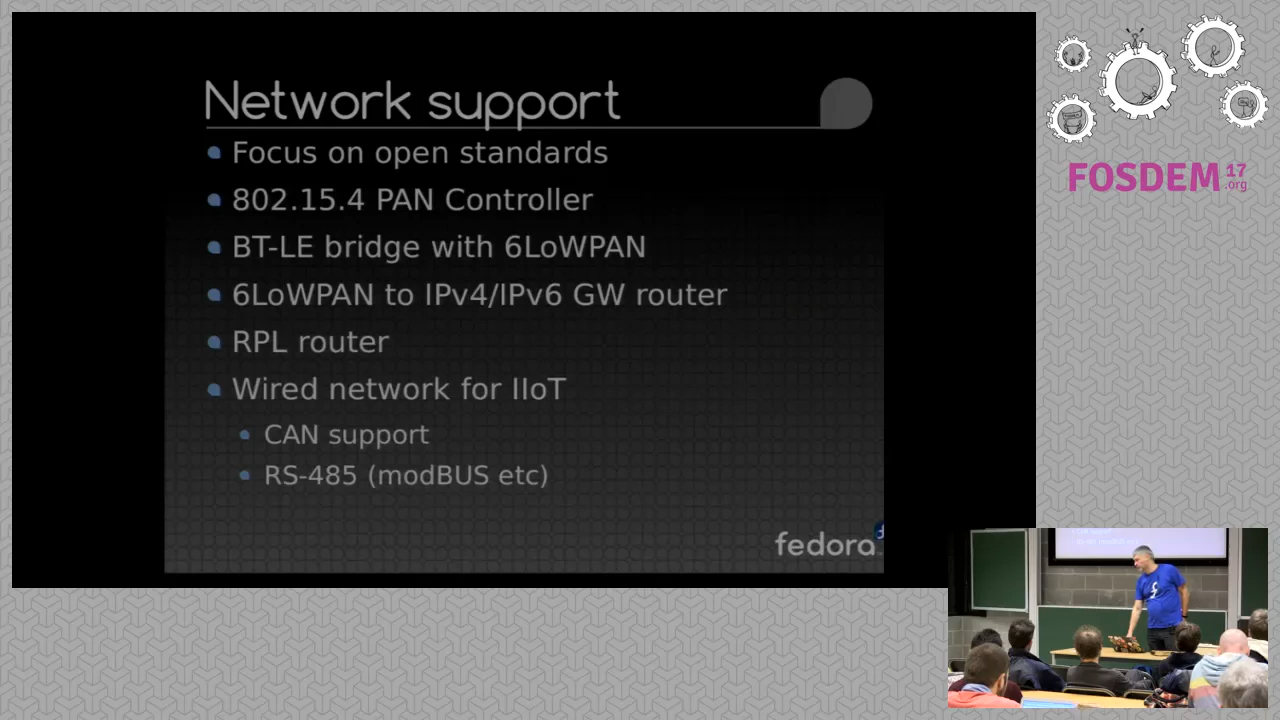 Network support
Focus on open standards
802.15.4 PAN Controller
BT-LE bridge with 6LoWPAN
6LoWPAN to IPv4/IPv6 GW router
RPL router
Wired network for IIoT
CAN support
RS-485 (modBUS etc)
fedora
FOSDEM 17
.org